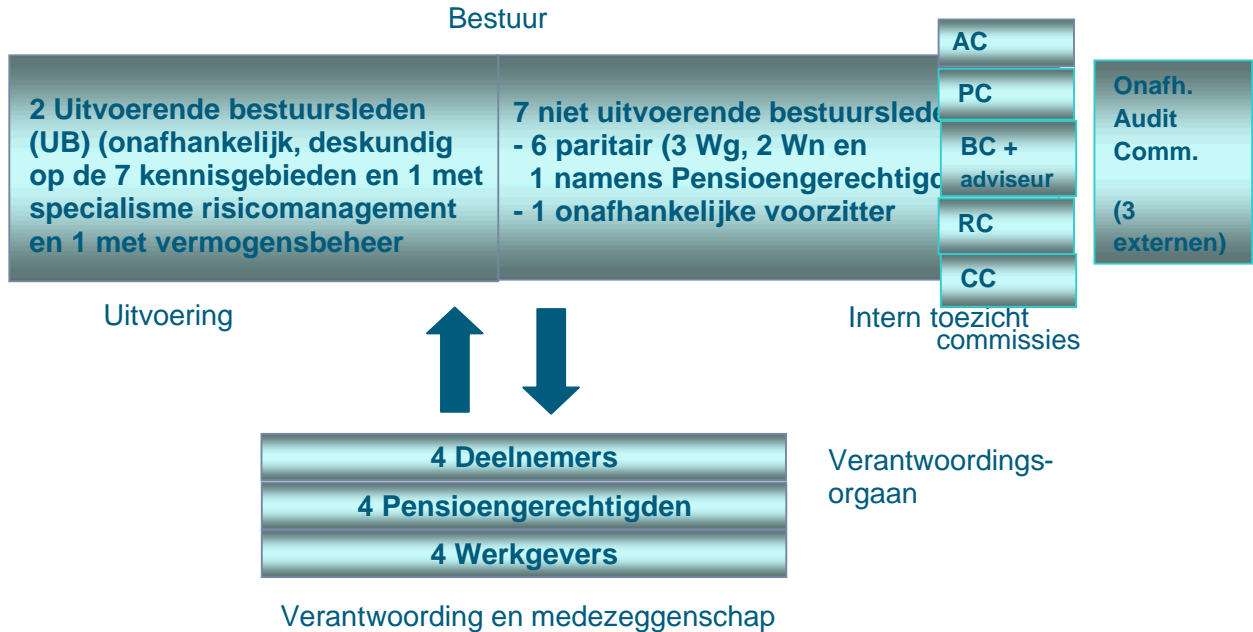 Bestuur
2 Uitvoerende bestuursleden
(UB) (onafhankelijk, deskundig
op de 7 kennisgebieden en 1 met
specialisme risicomanagement
en 1 met vermogensbeheer
7 niet uitvoerende
- 6 paritair (3 Wg, 2 Wn en
1 namens
- 1 onafhankelijke voorzitter
AC
PC
BC +
adviseur
RC
CC
Onafh.
Audit
Comm.
(3
externen)
Uitvoering
Intern toezicht
commissies
4 Deelnemers
4 Pensioengerechtigden
4 Werkgevers
Verantwoordings-
orgaan
Verantwoording en medezeggenschap